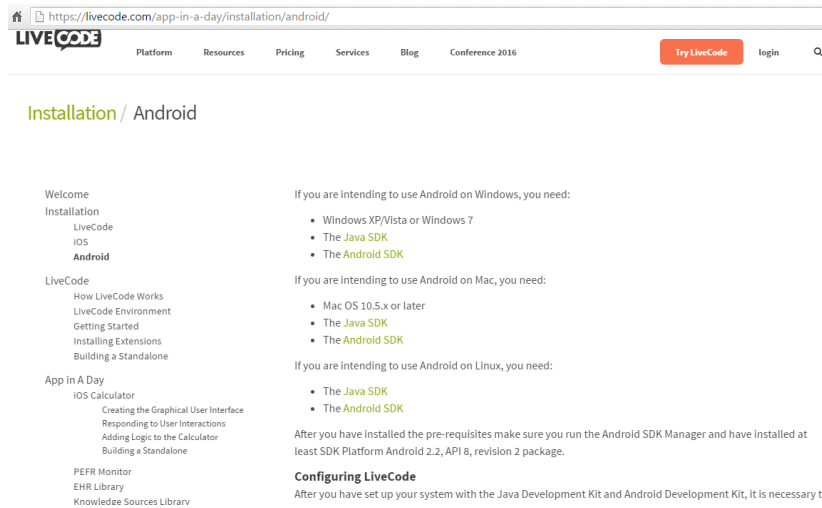 https://livecode.com/app-in-a-day/installation/android/
LIVECODE
Platform Resources Pricing Services Blog Conference 2016 Try LiveCode login
Installation / Android
Welcome
Installation
LiveCode
iOS
Android
LiveCode
How LiveCode Works
LiveCode Environment
Getting Started
Installing Extensions
Building a Standalone
App in A Day
iOS Calculator
Creating the Graphical User Interface
Responding to User Interactions
Adding Logic to the Calculator
Building a Standalone
PEFR Monitor
EHR Library
Knowledge Sources Library
If you are intending to use Android on Windows, you need:
• Windows XP/Vista or Windows 7
• The Java SDK
• The Android SDK
If you are intending to use Android on Mac, you need:
• Mac OS 10.5.x or later
• The Java SDK
• The Android SDK
If you are intending to use Android on Linux, you need:
• The Java SDK
• The Android SDK
After you have installed the pre-requisites make sure you run the Android SDK Manager and have installed at
least SDK Platform Android 2.2, API 8, revision 2 package.
Configuring LiveCode
After you have set up your system with the Java Development Kit and Android Development Kit, it is necessary t